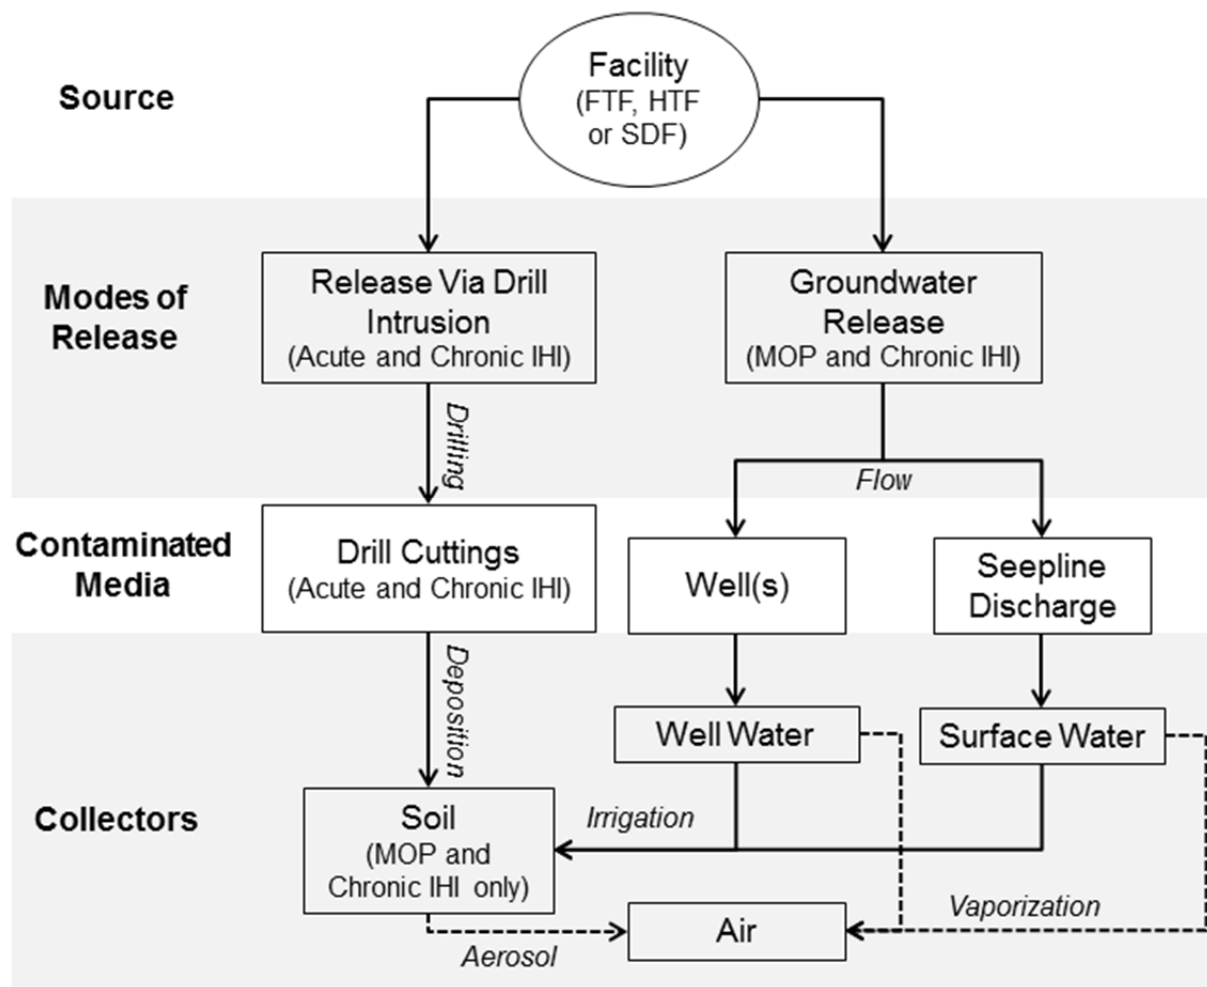 Source
Facility
(FTF, HTF
or SDF)
Modes of
Release
Release Via Drill
Intrusion
(Acute and Chronic IHI)
Groundwater
Release
(MOP and Chronic IHI)
Drilling
Flow
Contaminated
Media
Drill Cuttings
(Acute and Chronic IHI)
Well(s)
Seepline
Discharge
Deposition
Collectors
Well Water
Surface Water
Soil
(MOP and
Chronic IHI only)
Irrigation
Aerosol
Air
Vaporization